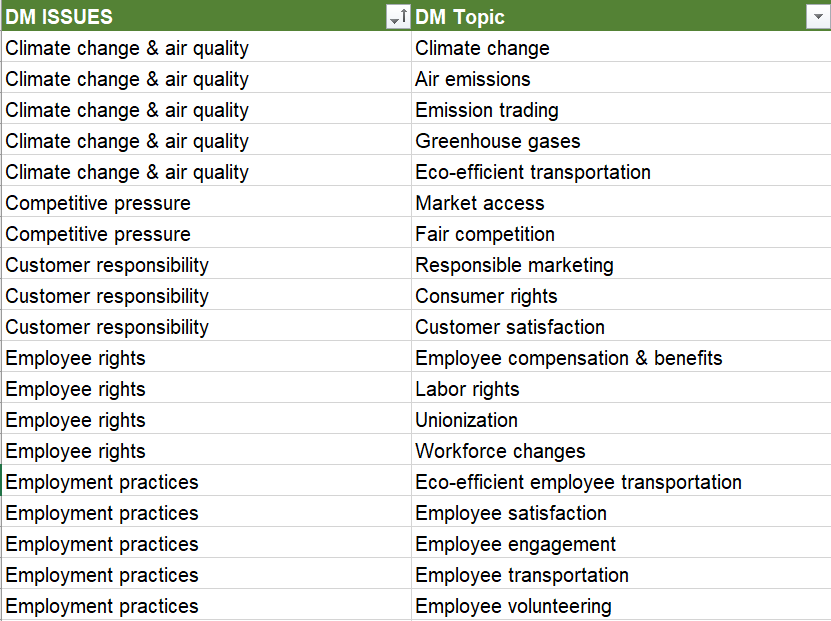 DM ISSUES DM Topic
Climate change & air quality Climate change
Climate change & air quality Air emissions
Climate change & air quality Emission trading
Climate change & air quality Greenhouse gases
Climate change & air quality Eco-efficient transportation
Competitive pressure Market access
Competitive pressure Fair competition
Customer responsibility Responsible marketing
Customer responsibility Consumer rights
Customer responsibility Customer satisfaction
Employee rights Employee compensation & benefits
Employee rights Labor rights
Employee rights Unionization
Employee rights Workforce changes
Employment practices Eco-efficient employee transportation
Employment practices Employee satisfaction
Employment practices Employee engagement
Employment practices Employee transportation
Employment practices Employee volunteering